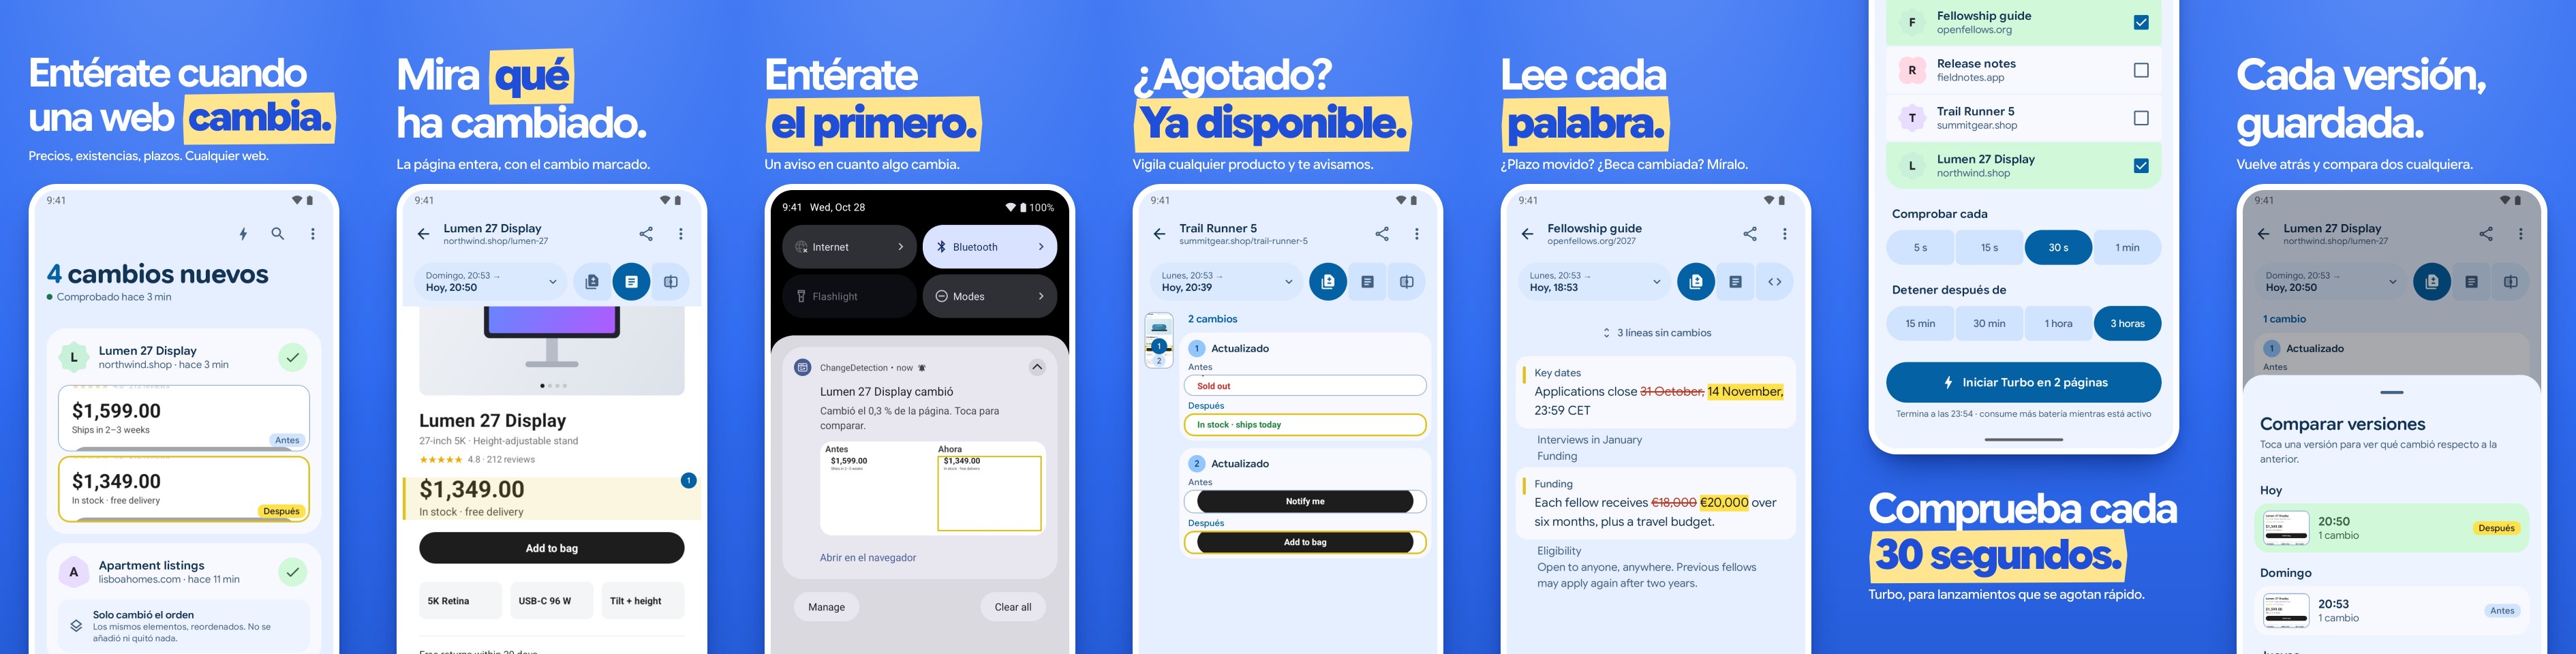 Entérate cuando
una web cambia.
Precios, existencias, plazos. Cualquier web.
9:41
4 cambios nuevos
Comprobado hace 3 min
L
Lumen 27 Display
northwind.shop · hace 3 min
$1,599.00
Ships in 2–3 weeks
Antes
$1,349.00
In stock · free delivery
Después
A
Apartment listings
lisboahomes.com · hace 11 min
Solo cambió el orden
Los mismos elementos, reordenados. No se
añadió ni quitó nada.
Mira qué
ha cambiado.
La página entera, con el cambio marcado.
9:41
Lumen 27 Display
northwind.shop/lumen-27
Domingo, 20:53 →
Hoy, 20:50
Lumen 27 Display
27-inch 5K · Height-adjustable stand
★★★★★ 4.8 · 212 reviews
$1,349.00
1
In stock · free delivery
Add to bag
5K Retina
USB-C 96 W
Tilt + height
Entérate
el primero.
Un aviso en cuanto algo cambia.
9:41 Wed, Oct 28
100%
Internet
Bluetooth
Flashlight
Modes
ChangeDetection • now
Lumen 27 Display cambió
Cambió el 0,3 % de la página. Toca para
comparar.
Antes
$1,599.00
Ships in 2–3 weeks
Ahora
$1,349.00
In stock · free delivery
Abrir en el navegador
Manage
Clear all
¿Agotado?
Ya disponible.
Vigila cualquier producto y te avisamos.
9:41
Trail Runner 5
summitgear.shop/trail-runner-5
Lunes, 20:53 →
Hoy, 20:39
2 cambios
1
2
1 Actualizado
Antes
Sold out
Después
In stock · ships today
2 Actualizado
Antes
Notify me
Después
Add to bag
Lee cada
palabra.
¿Plazo movido? ¿Beca cambiada? Míralo.
9:41
Fellowship guide
openfellows.org/2027
Lunes, 20:53 →
Hoy, 18:53
3 líneas sin cambios
Key dates
Applications close 31 October, 14 November,
23:59 CET
Interviews in January
Funding
Funding
Each fellow receives €18,000 €20,000 over
six months, plus a travel budget.
Eligibility
Open to anyone, anywhere. Previous fellows
may apply again after two years.
F
Fellowship guide
openfellows.org
R
Release notes
fieldnotes.app
T
Trail Runner 5
summitgear.shop
L
Lumen 27 Display
northwind.shop
Comprobar cada
5 s
15 s
30 s
1 min
Detener después de
15 min
30 min
1 hora
3 horas
Iniciar Turbo en 2 páginas
Termina a las 23:54 · consume más batería mientras está activo
Comprueba cada
30 segundos.
Turbo, para lanzamientos que se agotan rápido.
Cada versión,
guardada.
Vuelve atrás y compara dos cualquiera.
9:41
Lumen 27 Display
northwind.shop/lumen-27
Domingo, 20:53 →
Hoy, 20:50
1 cambio
1 Actualizado
Antes
Comparar versiones
Toca una versión para ver qué cambió respecto a la
anterior.
Hoy
20:50
1 cambio
Después
Domingo
20:53
1 cambio
Antes